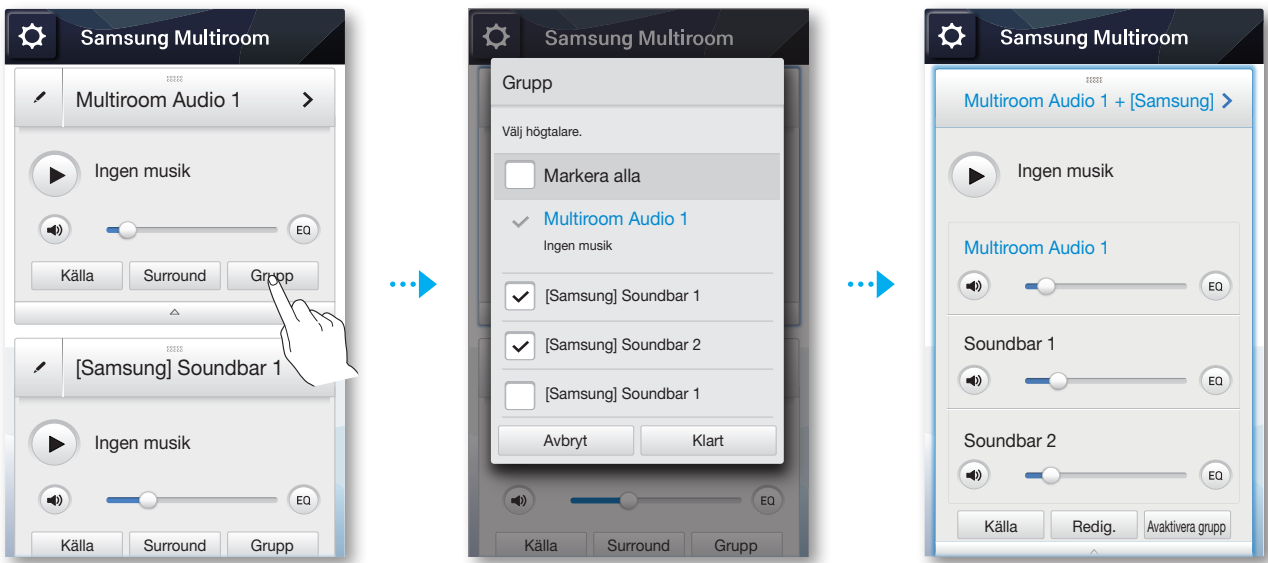 Samsung Multiroom
Multiroom Audio 1
Ingen musik
EQ
Källa Surround Grupp
[Samsung] Soundbar 1
Ingen musik
EQ
Källa Surround Grupp
Samsung Multiroom
Grupp
Välj högtalare.
Markera alla
Multiroom Audio 1
Ingen musik
[Samsung] Soundbar 1
[Samsung] Soundbar 2
[Samsung] Soundbar 1
Avbryt Klart
EQ
Källa Surround Grupp
Samsung Multiroom
Multiroom Audio 1 + [Samsung]
Ingen musik
Multiroom Audio 1
EQ
Soundbar 1
EQ
Soundbar 2
EQ
Källa Redig. Avaktivera grupp